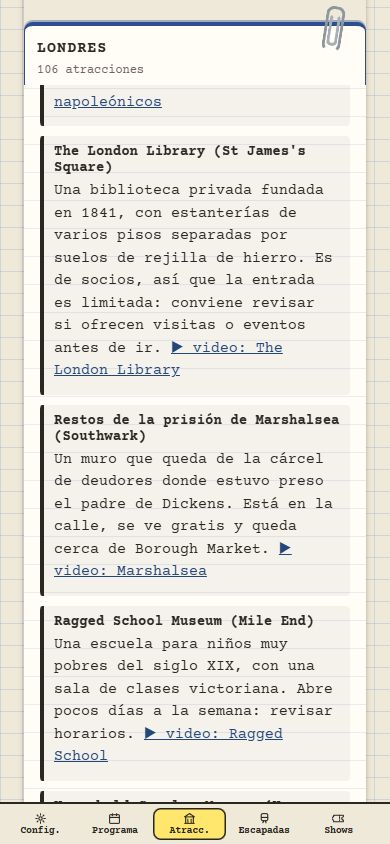 LONDRES
106 atracciones
napoleónicos
The London Library (St James's
Square)
Una biblioteca privada fundada
en 1841, con estanterías de
varios pisos separadas por
suelos de rejilla de hierro. Es
de socios, así que la entrada
es limitada: conviene revisar
si ofrecen visitas o eventos
antes de ir. ▶ video: The
London Library
Restos de la prisión de Marshalsea
(Southwark)
Un muro que queda de la cárcel
de deudores donde estuvo preso
el padre de Dickens. Está en la
calle, se ve gratis y queda
cerca de Borough Market. ▶
video: Marshalsea
Ragged School Museum (Mile End)
Una escuela para niños muy
pobres del siglo XIX, con una
sala de clases victoriana. Abre
pocos días a la semana: revisar
horarios. ▶ video: Ragged
School
Config. Programa Atracc. Escapadas Shows